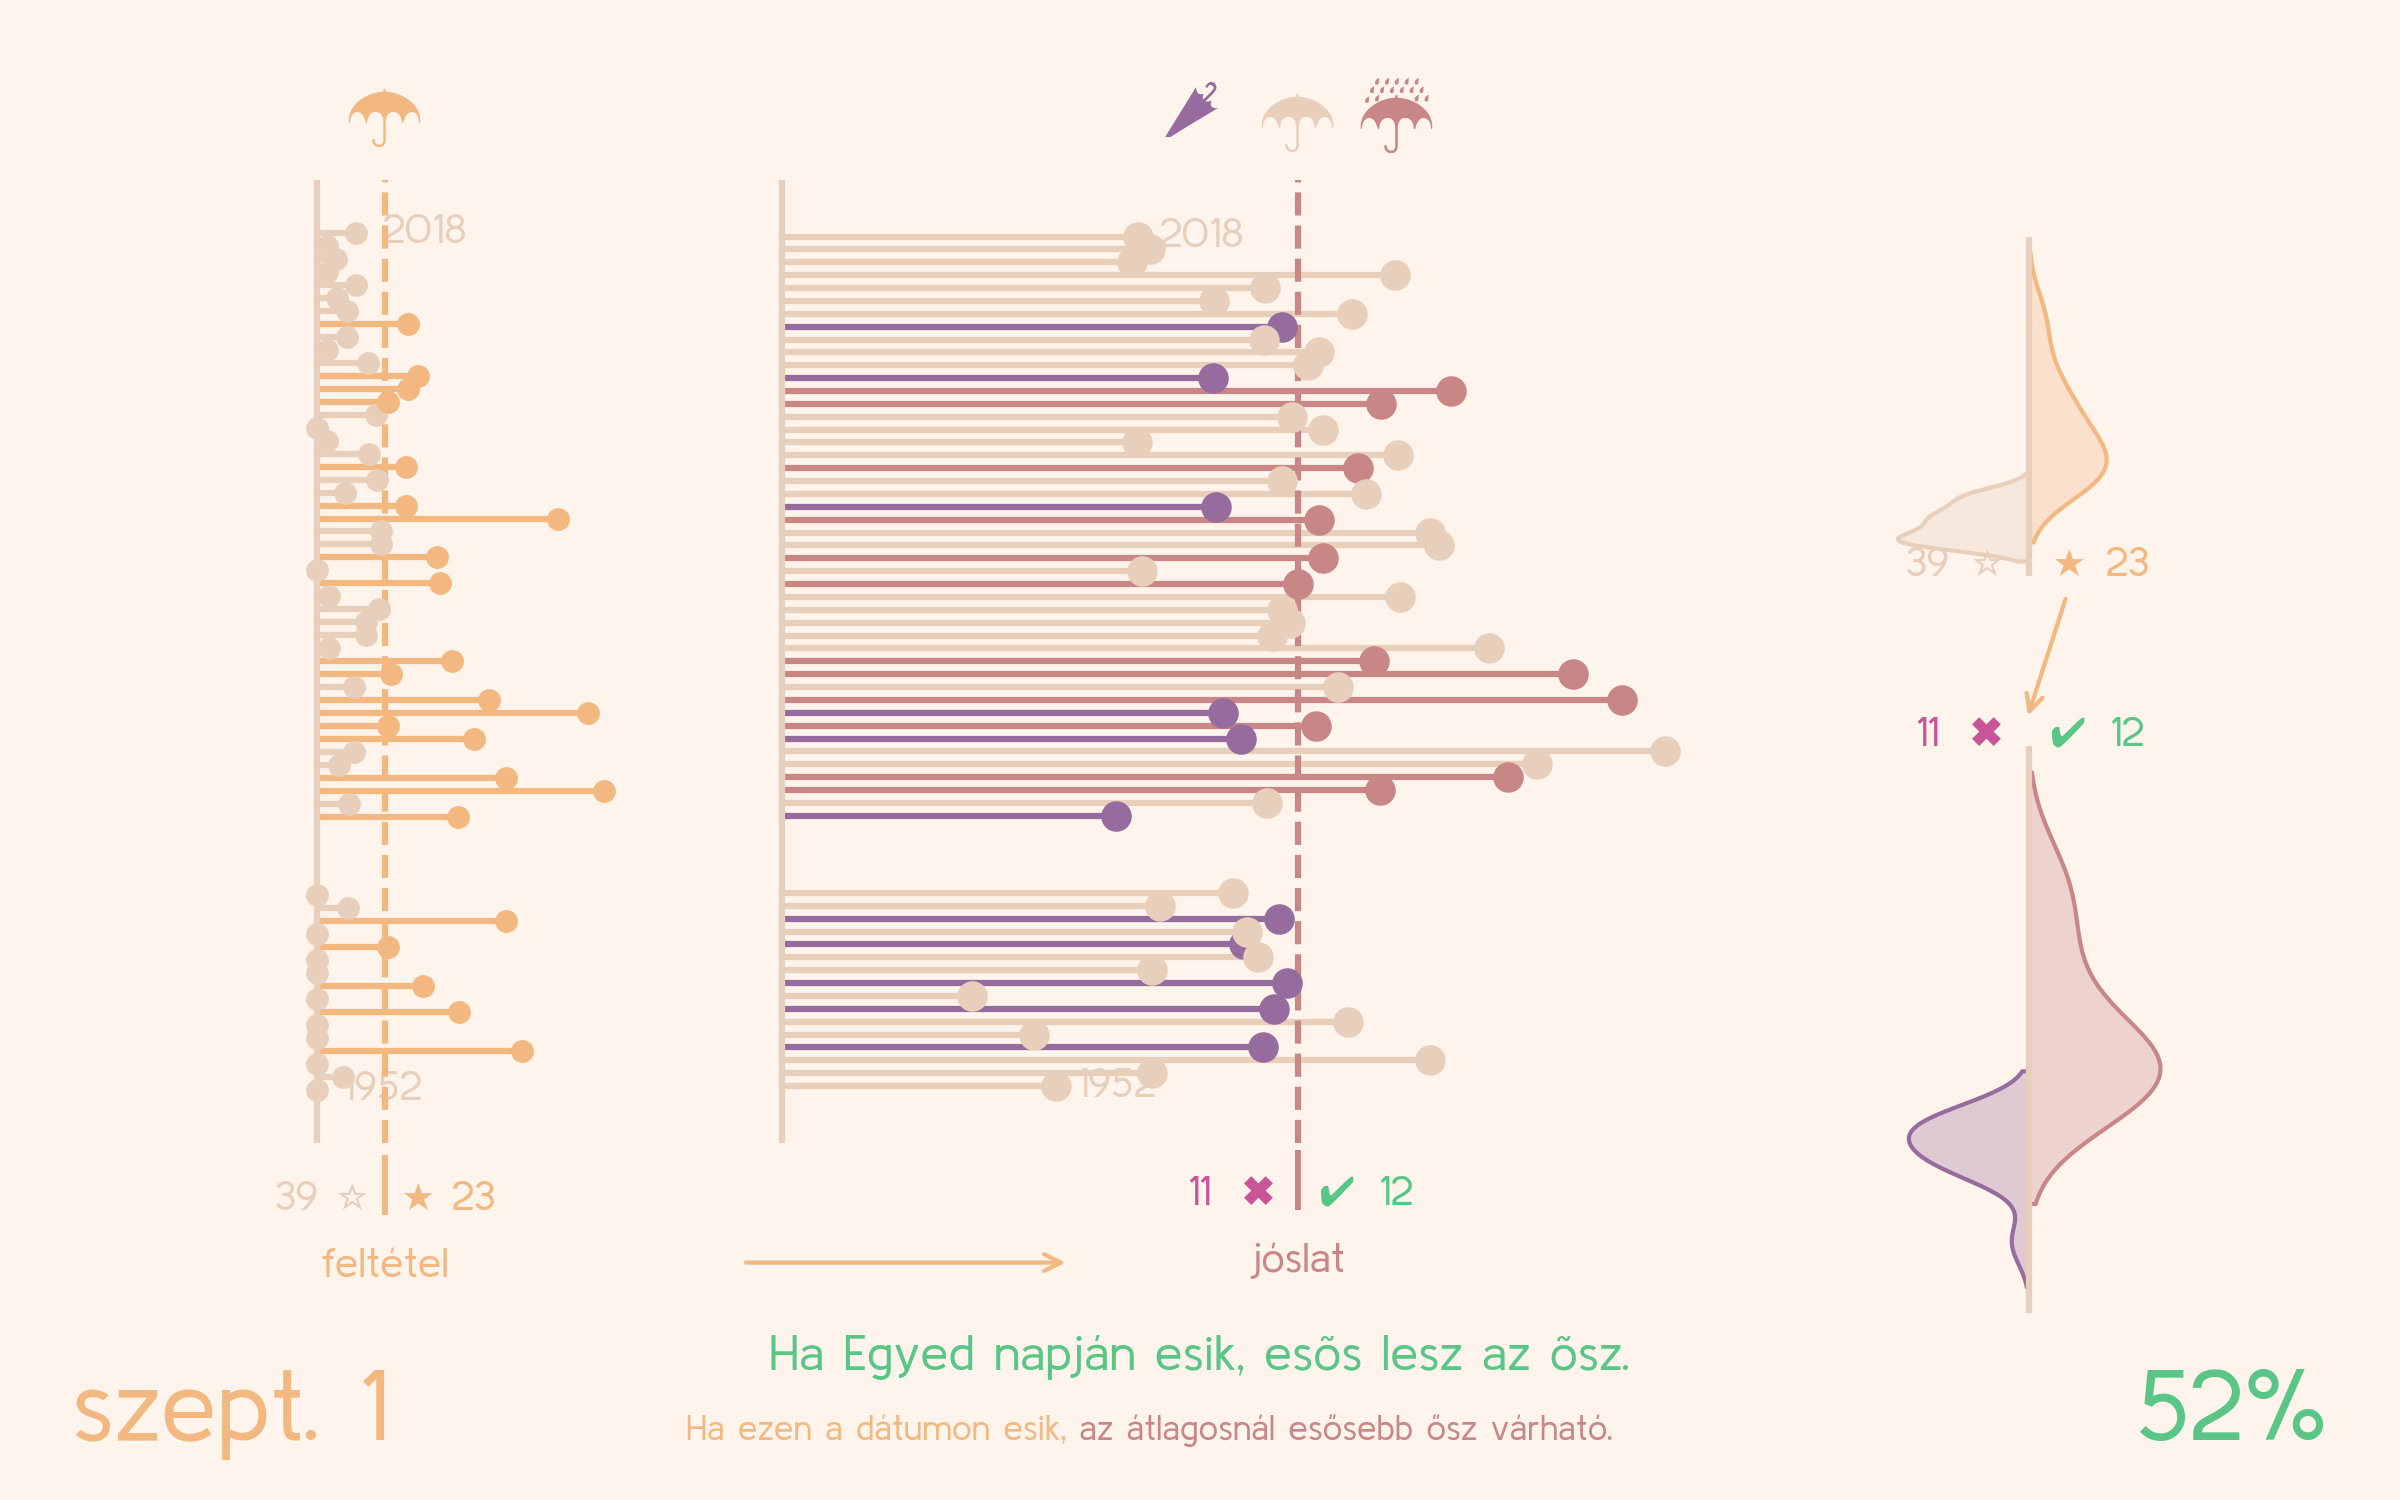 2018
2018
39 ☆ ★ 23
11 ✖ ✔ 12
1952
1952
39 ☆ ★ 23
11 ✖ ✔ 12
feltétel
jóslat
Ha Egyed napján esik, esõs lesz az õsz.
szept. 1
52%
Ha ezen a dátumon esik, az átlagosnál esősebb ősz várható.